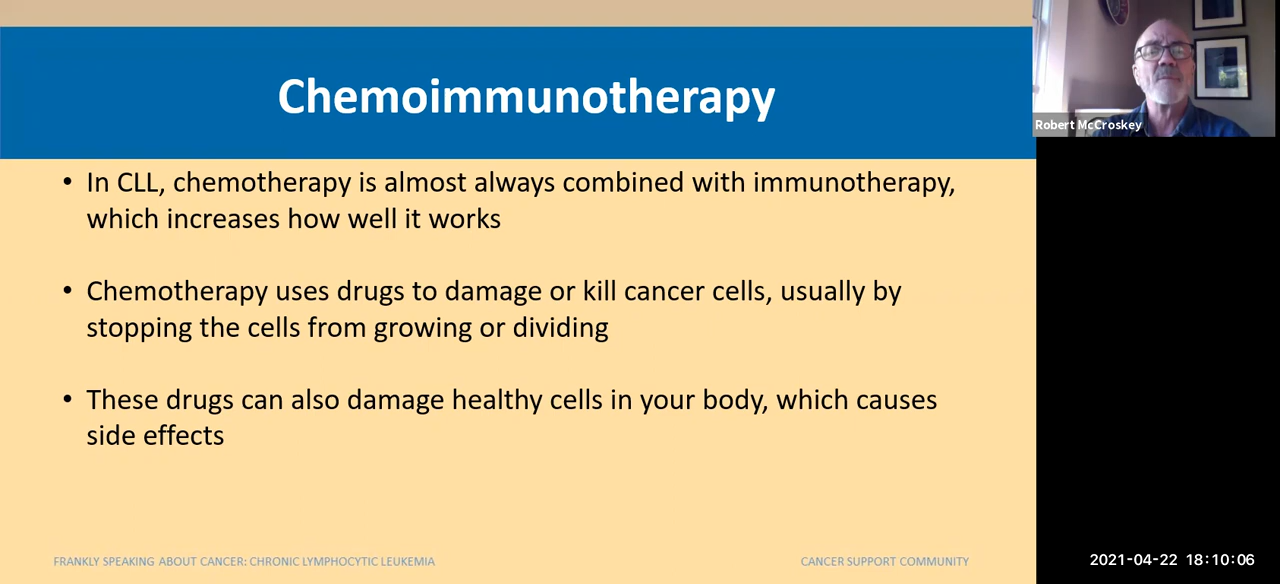 Chemoimmunotherapy
Robert McCroskey
• In CLL, chemotherapy is almost always combined with immunotherapy,
which increases how well it works
• Chemotherapy uses drugs to damage or kill cancer cells, usually by
stopping the cells from growing or dividing
• These drugs can also damage healthy cells in your body, which causes
side effects
FRANKLY SPEAKING ABOUT CANCER: CHRONIC LYMPHOCYTIC LEUKEMIA
CANCER SUPPORT COMMUNITY
2021-04-22 18:10:06